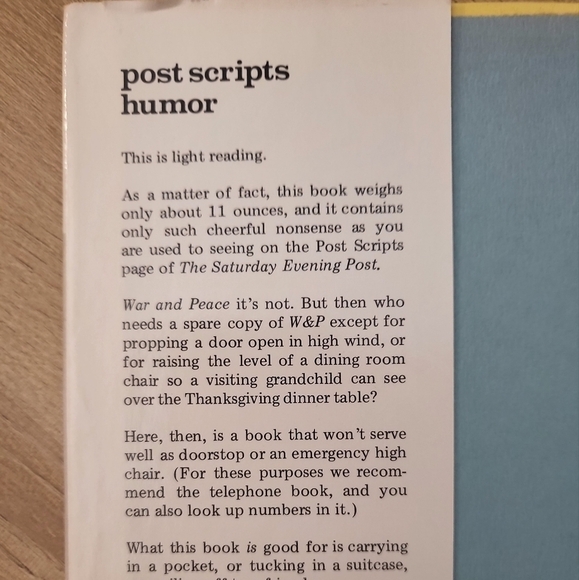 post scripts
humor
This is light reading.
As a matter of fact, this book weighs
only about 11 ounces, and it contains
only such cheerful nonsense as you
are used to seeing on the Post Scripts
page of The Saturday Evening Post.
War and Peace it's not. But then who
needs a spare copy of W&P except for
propping a door open in high wind, or
for raising the level of a dining room
chair so a visiting grandchild can see
over the Thanksgiving dinner table?
Here, then, is a book that won't serve
well as doorstop or an emergency high
chair. (For these purposes we recom-
mend the telephone book, and you
can also look up numbers in it.)
What this book is good for is carrying
in a pocket, or tucking in a suitcase,